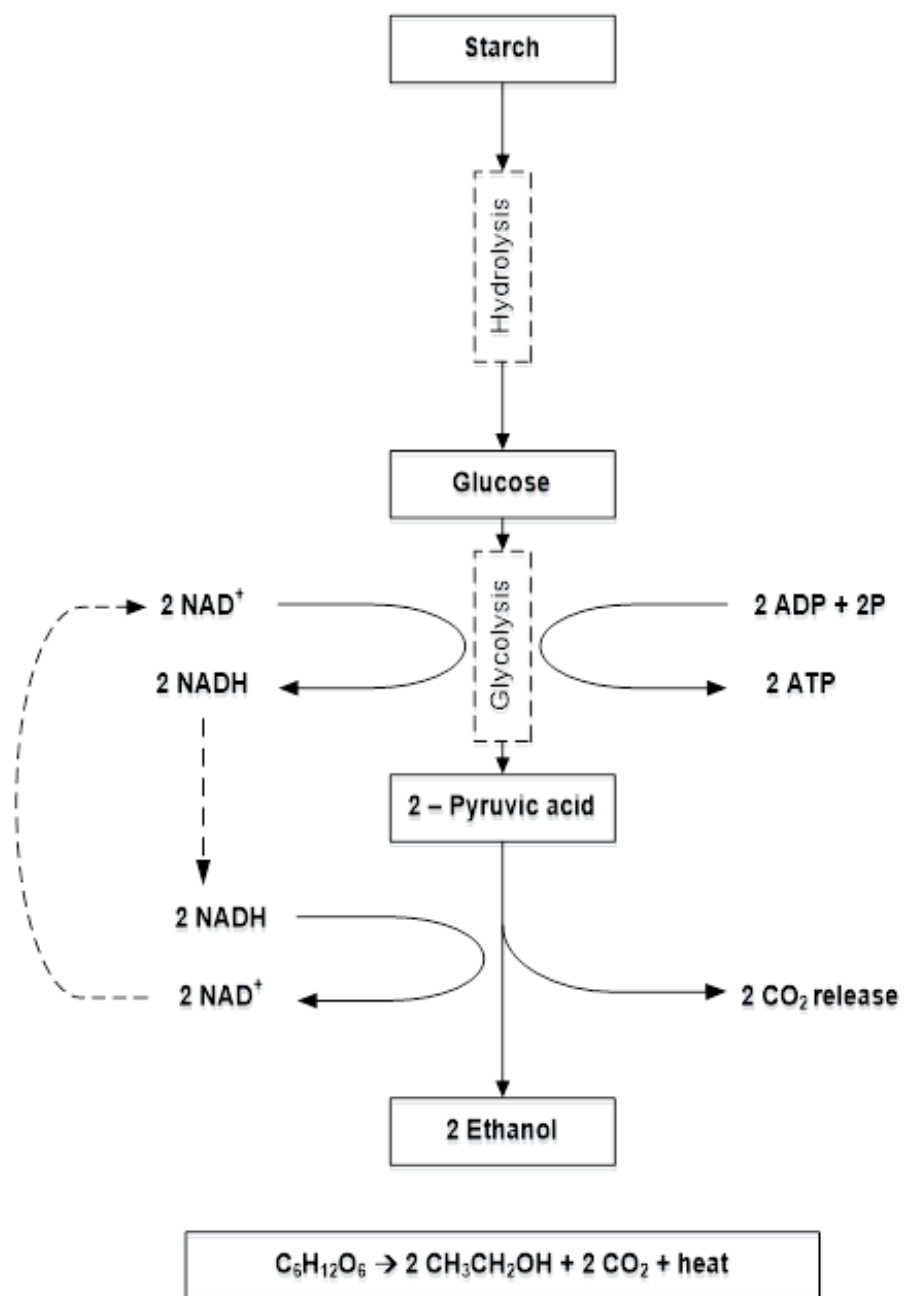 Starch
Hydrolysis
Glucose
2 NAD⁺
2 ADP + 2P
Glycolysis
2 NADH
2 ATP
2 – Pyruvic acid
2 NADH
2 NAD⁺
2 CO₂ release
2 Ethanol
C₆H₁₂O₆ → 2 CH₃CH₂OH + 2 CO₂ + heat